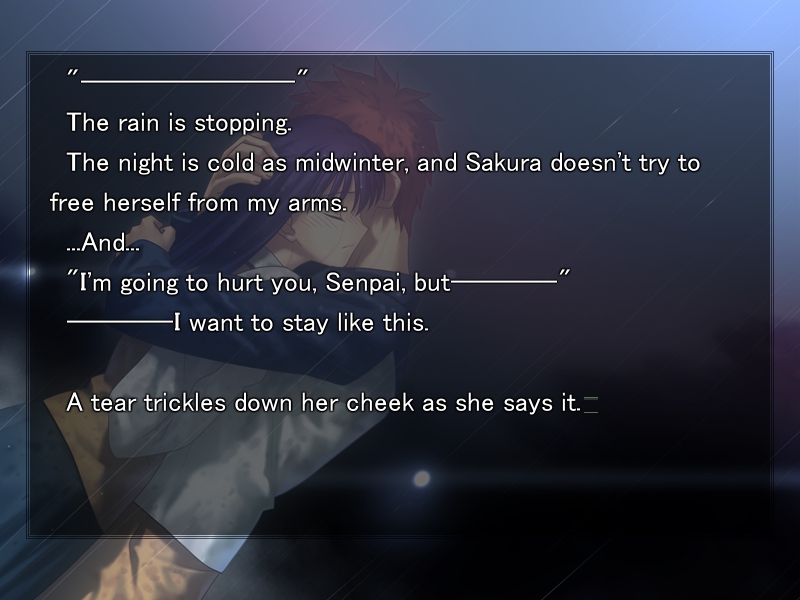 "――――――――"
The rain is stopping.
The night is cold as midwinter, and Sakura doesn't try to
free herself from my arms.
...And...
"I'm going to hurt you, Senpai, but――――"
――――I want to stay like this.
A tear trickles down her cheek as she says it.